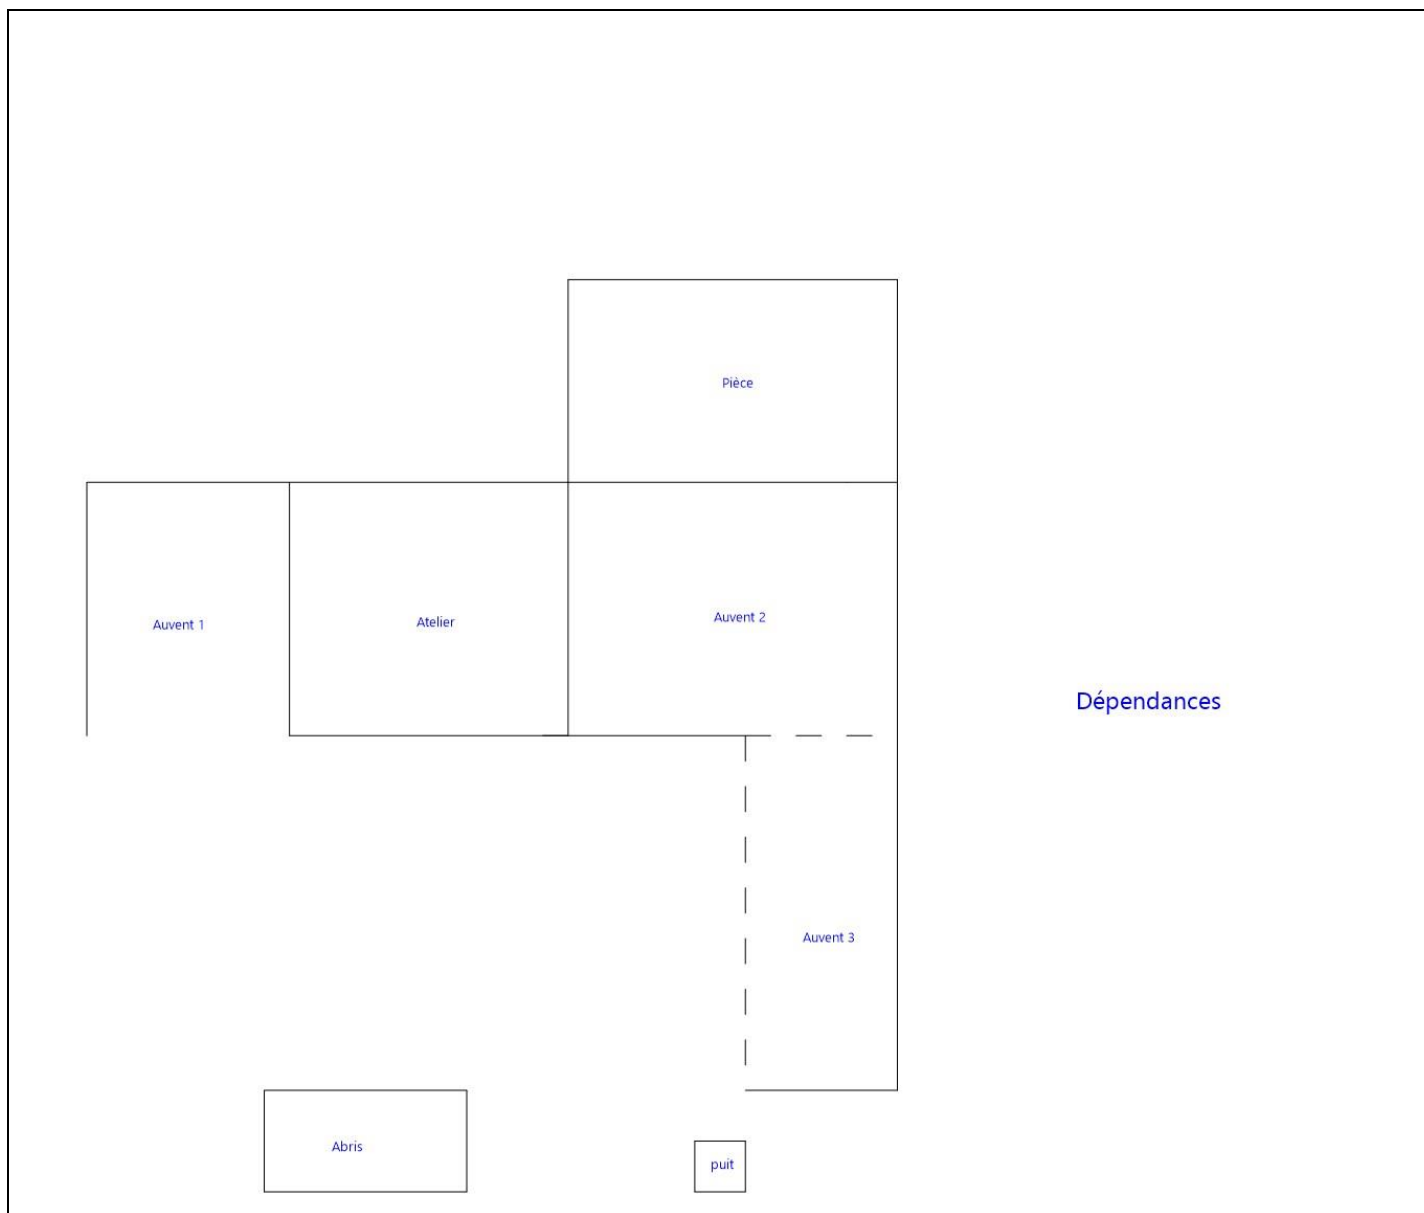 Pièce
Auvent 1
Atelier
Auvent 2
Dépendances
Auvent 3
Abris
puit